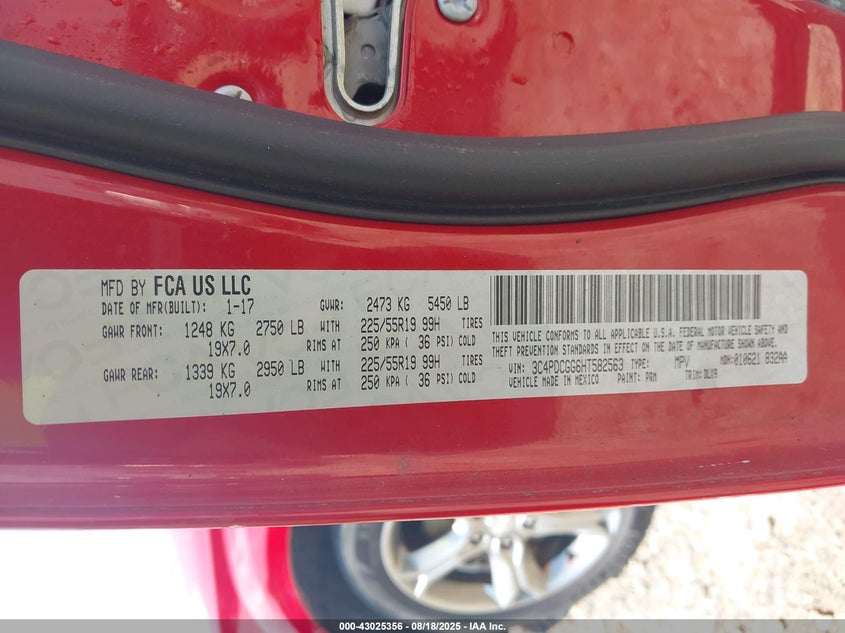 MFD BY FCA US LLC
DATE OF MFR(BUILT): 1-17 GVWR: 2473 KG 5450 LB
GAWR FRONT: 1248 KG 2750 LB WITH 225/55R19 99H TIRES
19X7.0 RIMS AT 250 KPA ( 36 PSI) COLD
GAWR REAR: 1339 KG 2950 LB WITH 225/55R19 99H TIRES
19X7.0 RIMS AT 250 KPA ( 36 PSI) COLD
THIS VEHICLE CONFORMS TO ALL APPLICABLE U.S.A. FEDERAL MOTOR VEHICLE SAFETY AND
THEFT PREVENTION STANDARDS IN EFFECT ON THE DATE OF MANUFACTURE SHOWN ABOVE.
VIN: 3C4PDCGG6HT582563 TYPE: MPV MDH: 010621 832AA
VEHICLE MADE IN MEXICO PAINT: PRM TRIM: DLX9
000-43025356 - 08/18/2025 - IAA Inc.